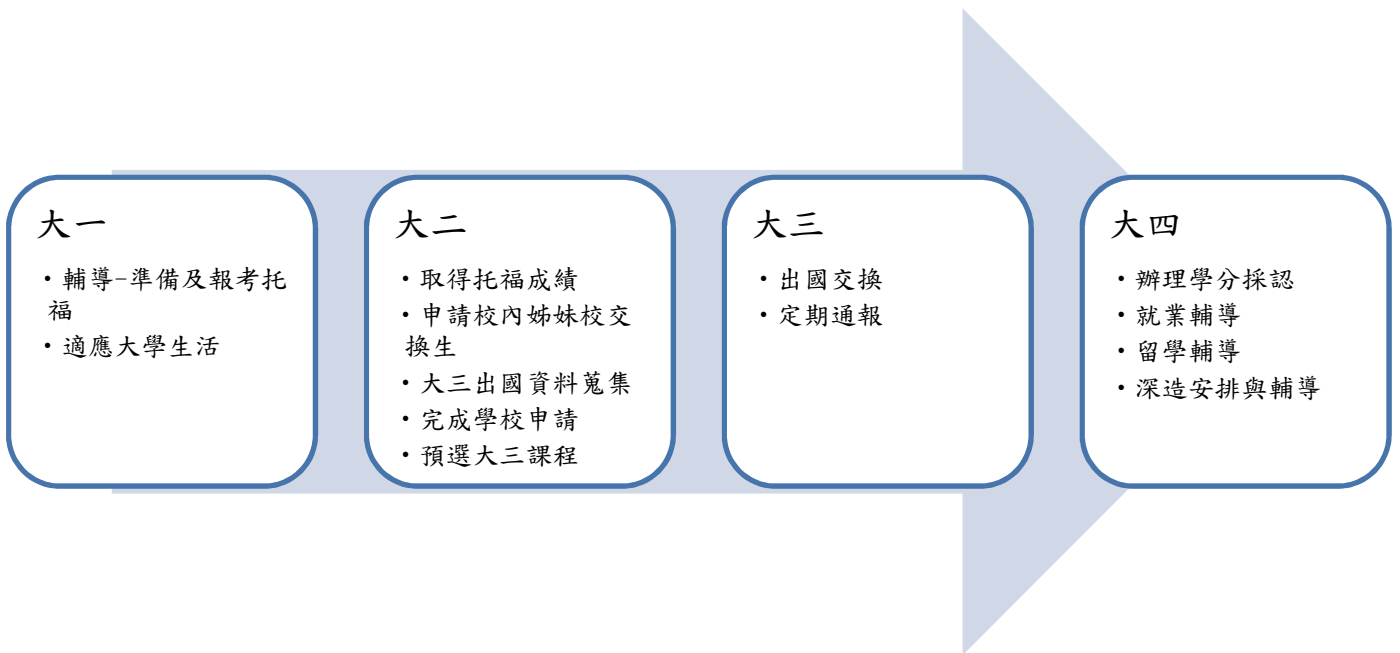 大一
・輔導-準備及報考托
福
・適應大學生活
大二
・取得托福成績
・申請校內姊妹校交
換生
・大三出國資料蒐集
・完成學校申請
・預選大三課程
大三
・出國交換
・定期通報
大四
・辦理學分採認
・就業輔導
・留學輔導
・深造安排與輔導